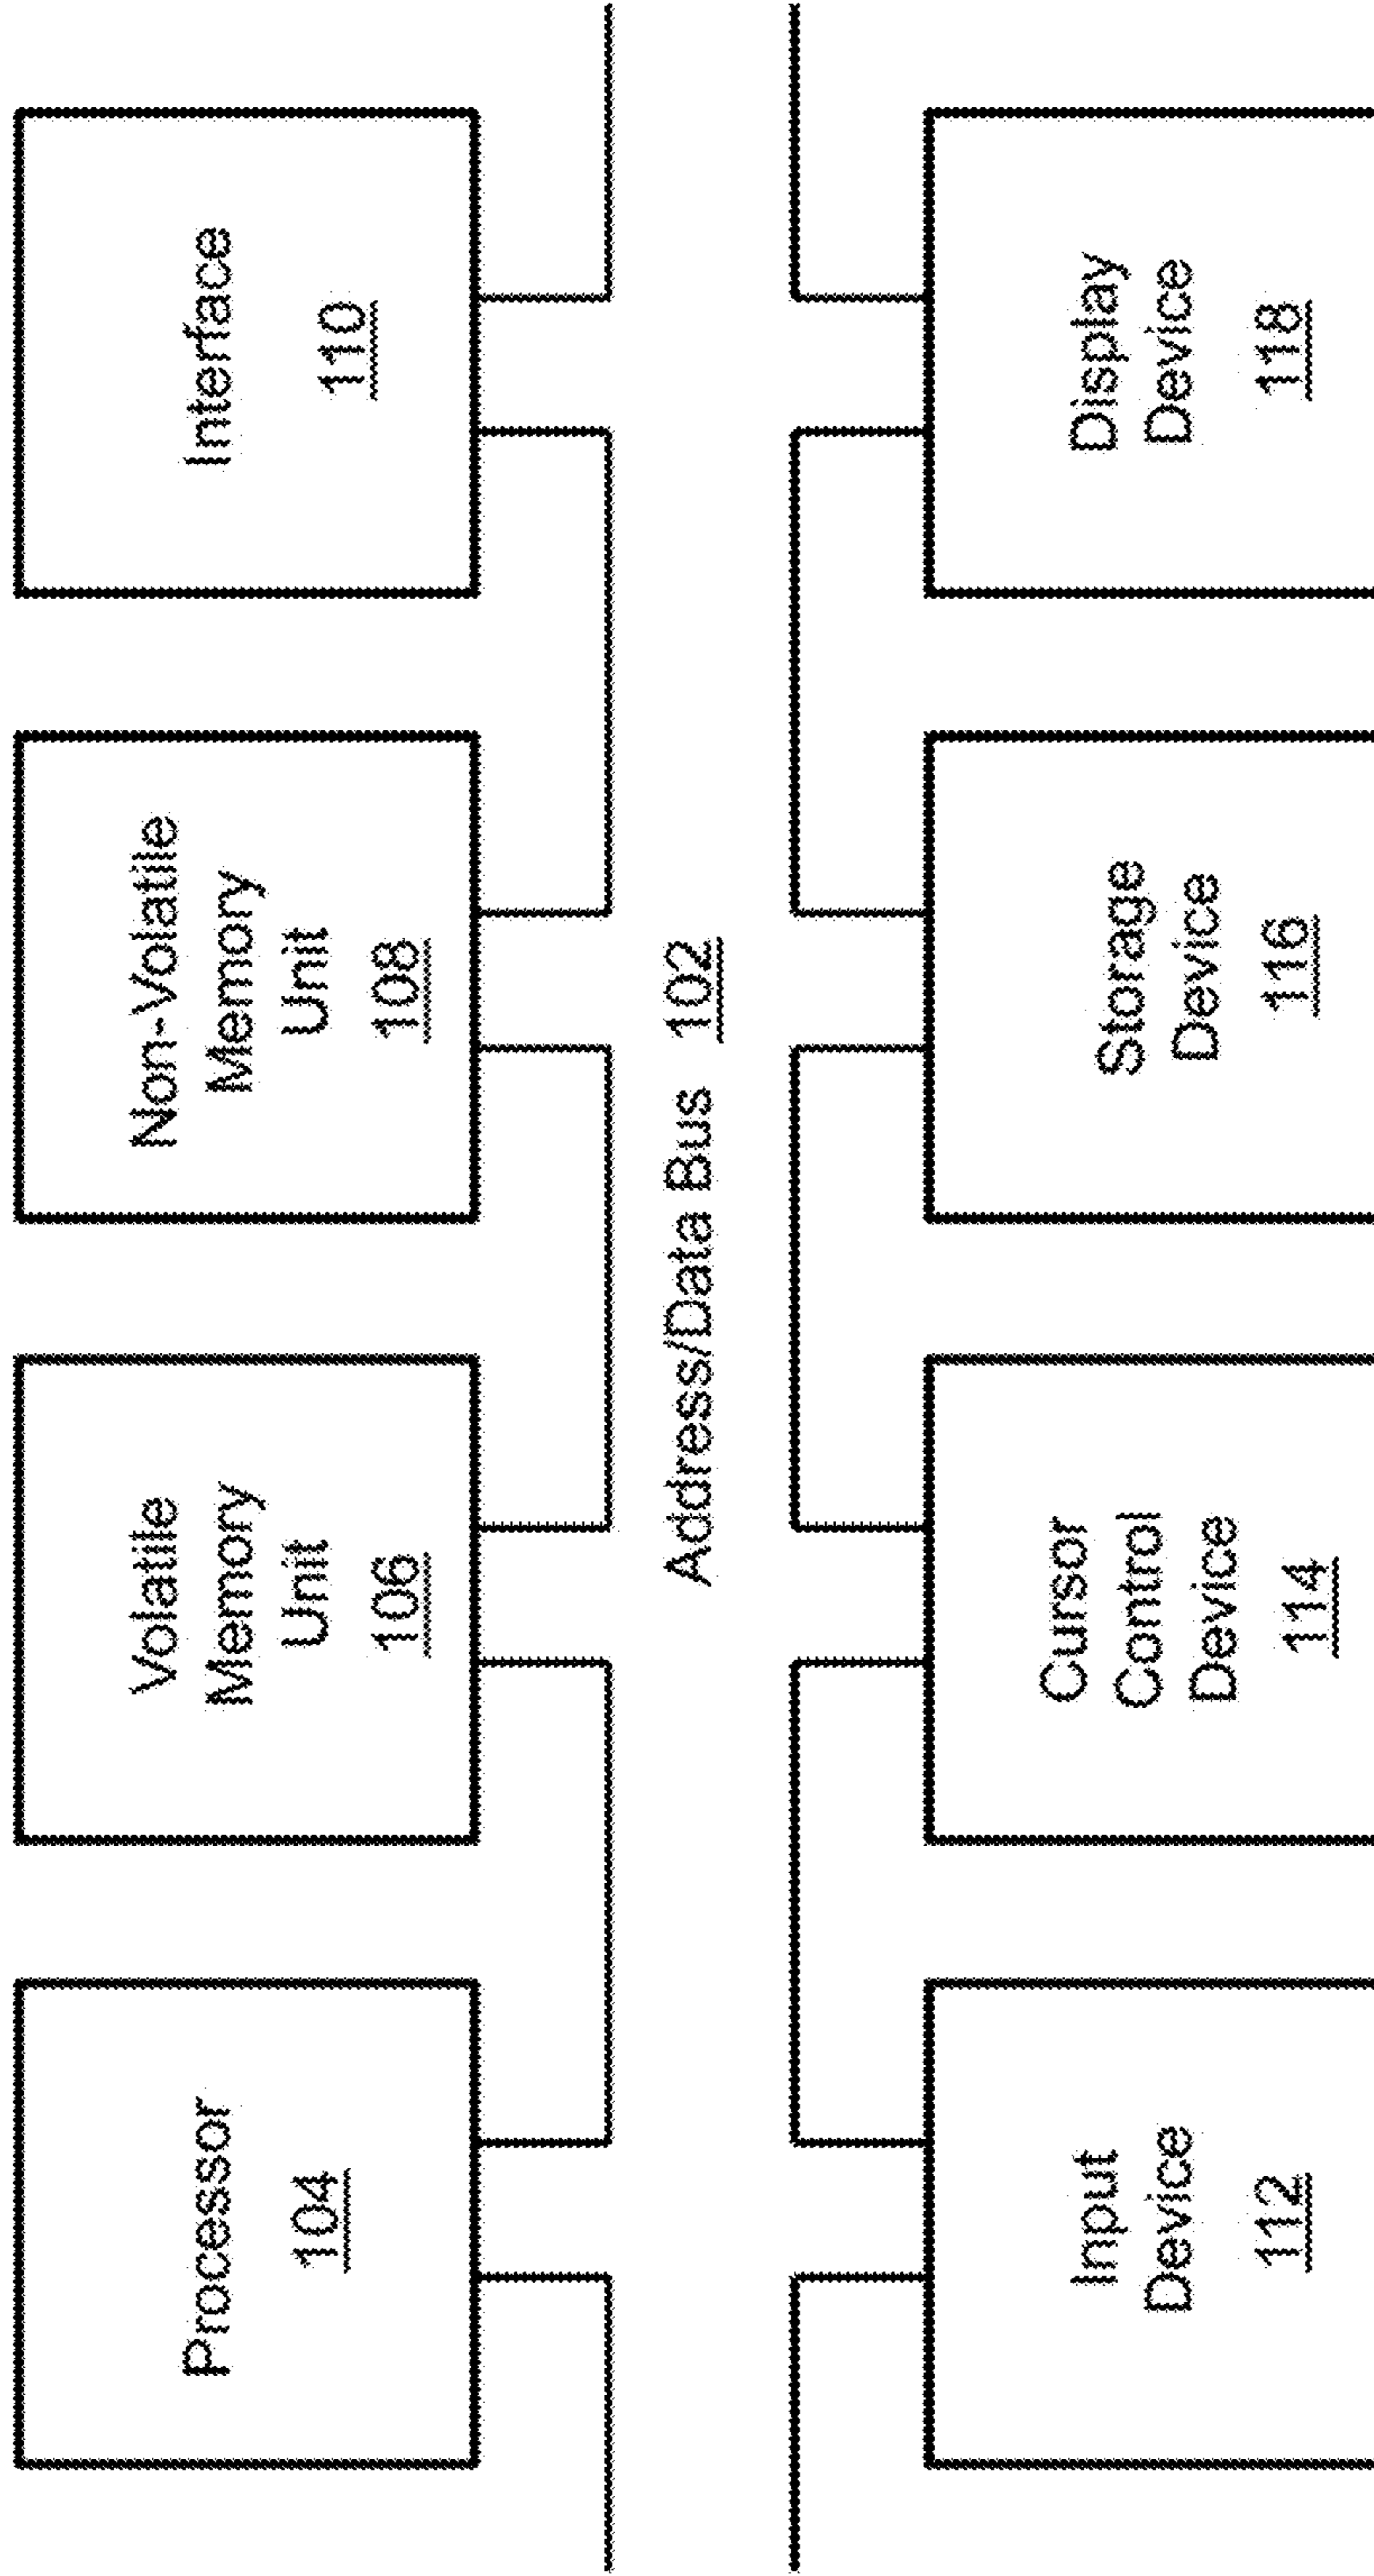 Processor
104
Volatile
Memory
Unit
106
Non-Volatile
Memory
Unit
108
Interface
110
Address/Data Bus 102
Input
Device
112
Cursor
Control
Device
114
Storage
Device
116
Display
Device
118